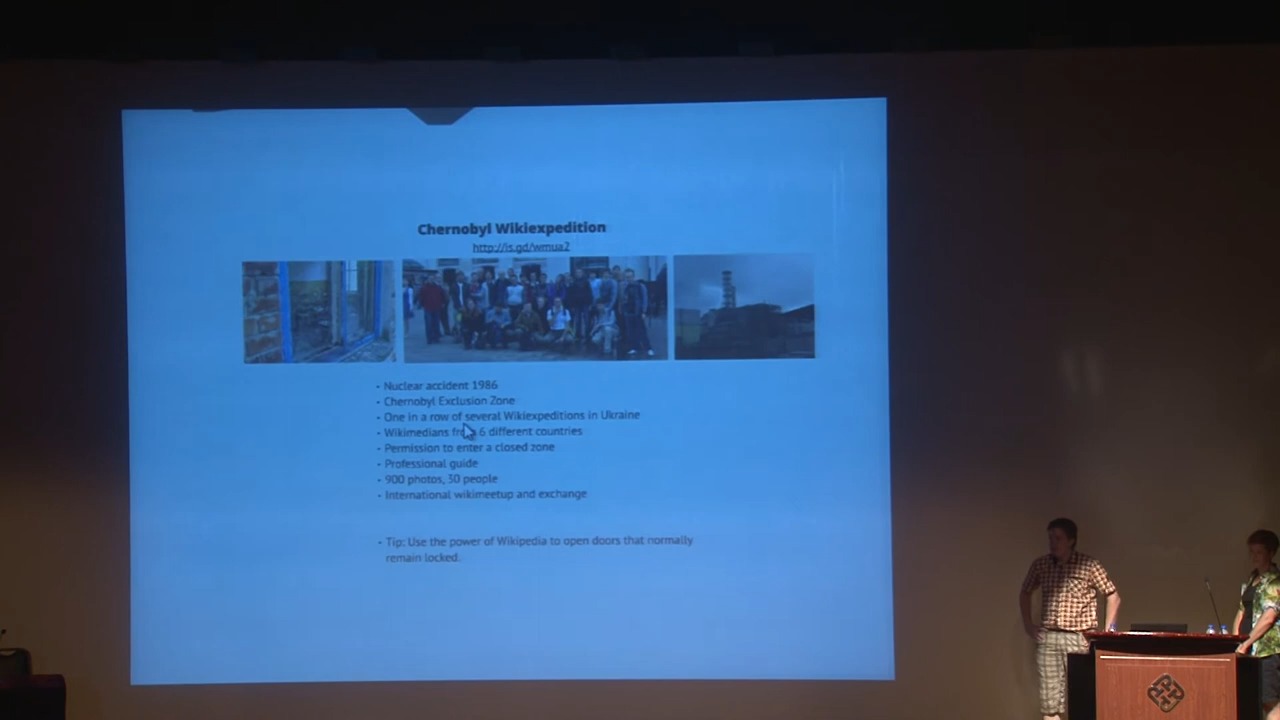 Chernobyl Wikiexpedition
http://is.gd/wmua2
- Nuclear accident 1986
- Chernobyl Exclusion Zone
- One in a row of several Wikiexpeditions in Ukraine
- Wikimedians from 6 different countries
- Permission to enter a closed zone
- Professional guide
- 900 photos, 30 people
- International wikimeetup and exchange
- Tip: Use the power of Wikipedia to open doors that normally
remain locked.